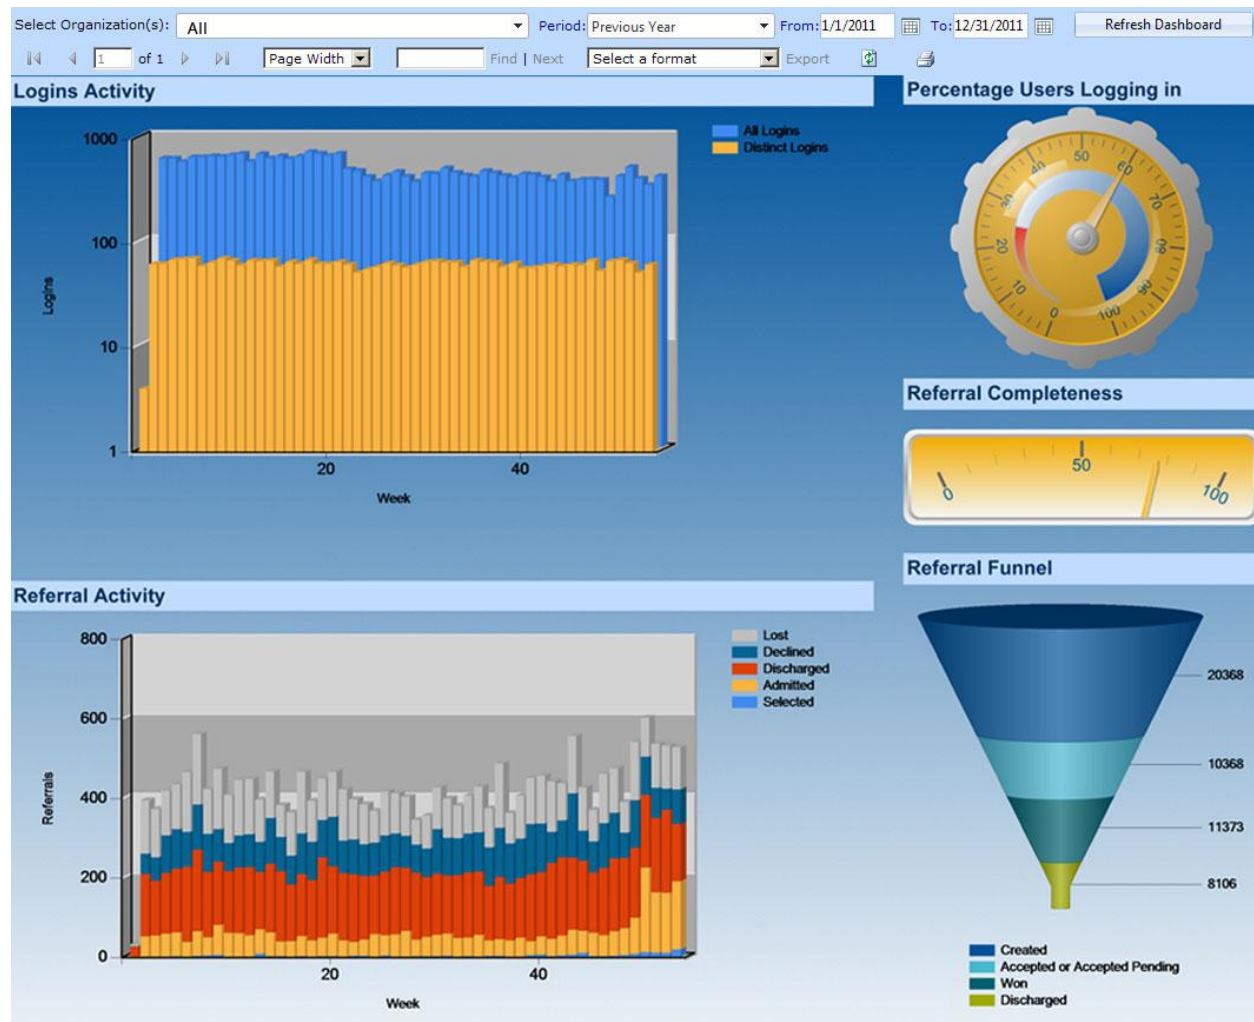 Select Organization(s): All Period: Previous Year From: 1/1/2011 To: 12/31/2011 Refresh Dashboard
1 of 1 Page Width Find | Next Select a format Export
Logins Activity
1000
100
10
1
Logins
20 40
Week
All Logins
Distinct Logins
Percentage Users Logging in
0 10 20 30 40 50 60 70 80 90 100
Referral Completeness
0 50 100
Referral Activity
800
600
400
200
0
Referrals
20 40
Week
Lost
Declined
Discharged
Admitted
Selected
Referral Funnel
20368
10368
11373
8106
Created
Accepted or Accepted Pending
Won
Discharged